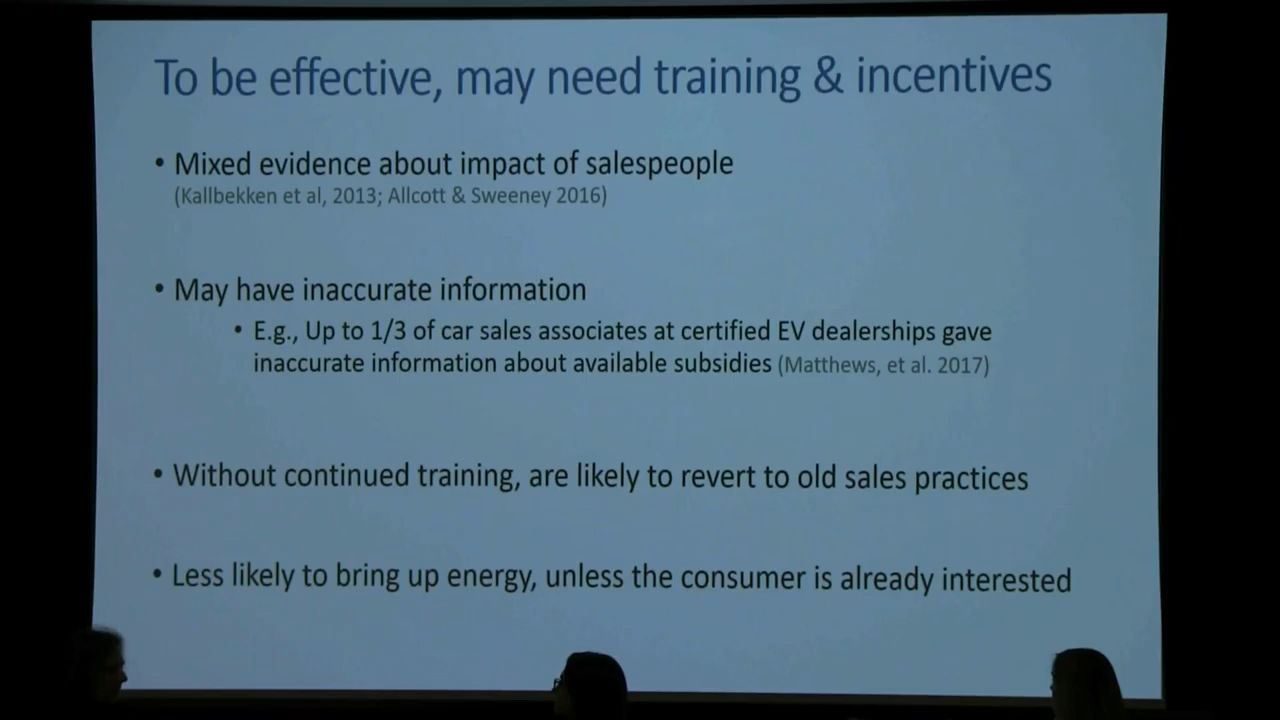 To be effective, may need training & incentives
• Mixed evidence about impact of salespeople
(Kallbekken et al, 2013; Allcott & Sweeney 2016)
• May have inaccurate information
• E.g., Up to 1/3 of car sales associates at certified EV dealerships gave
inaccurate information about available subsidies (Matthews, et al. 2017)
• Without continued training, are likely to revert to old sales practices
• Less likely to bring up energy, unless the consumer is already interested